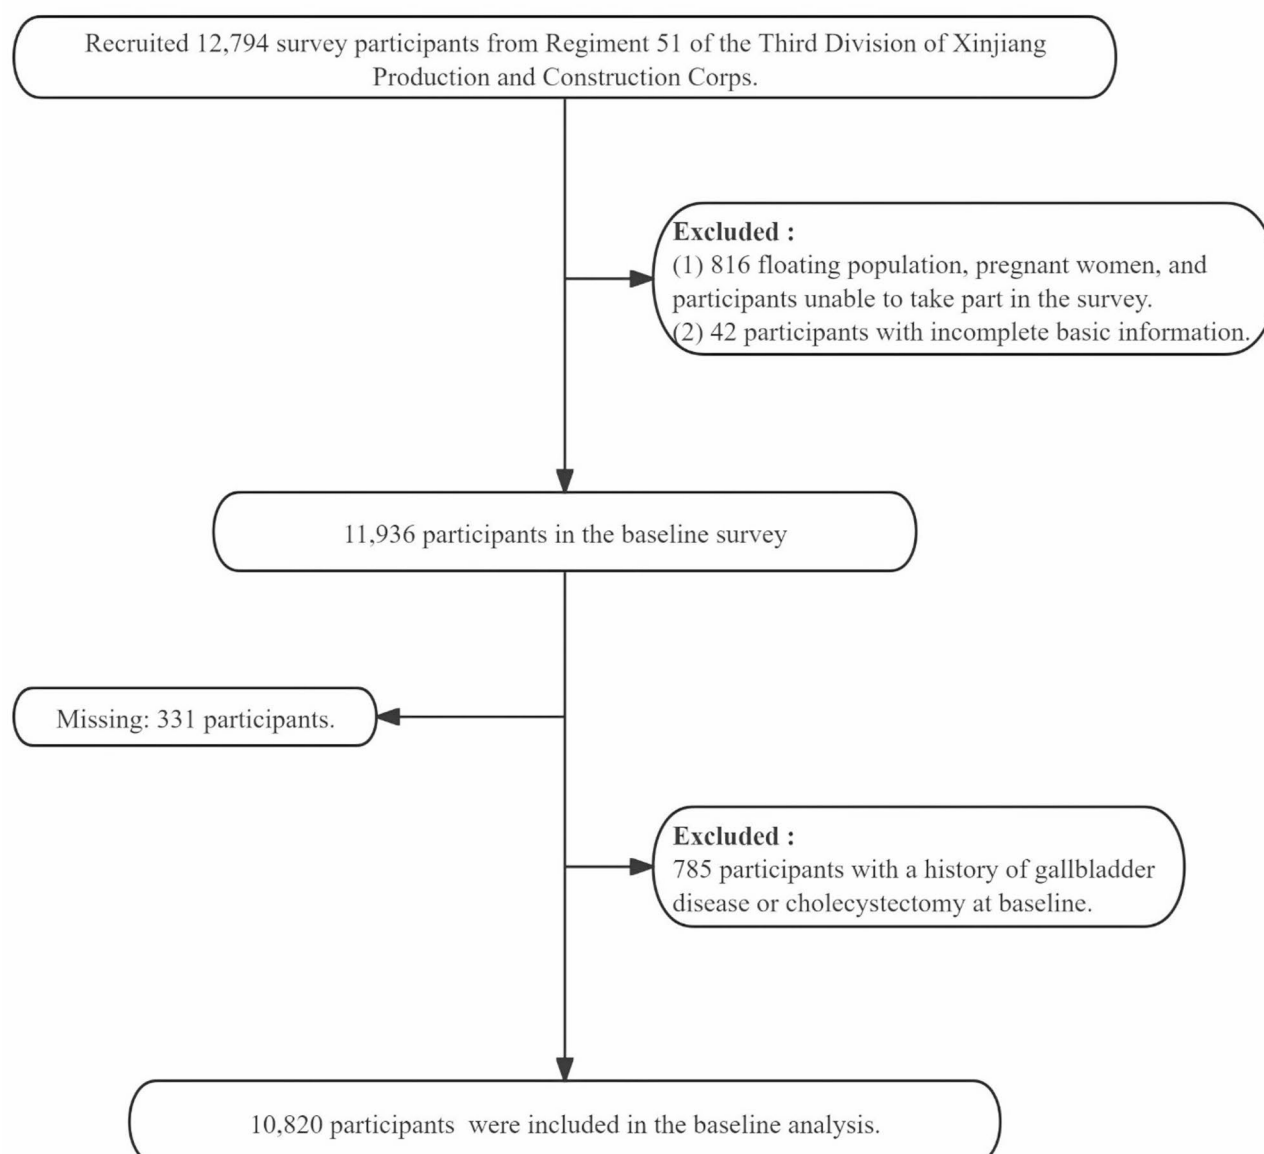 Recruited 12,794 survey participants from Regiment 51 of the Third Division of Xinjiang
Production and Construction Corps.
Excluded :
(1) 816 floating population, pregnant women, and
participants unable to take part in the survey.
(2) 42 participants with incomplete basic information.
11,936 participants in the baseline survey
Missing: 331 participants.
Excluded :
785 participants with a history of gallbladder
disease or cholecystectomy at baseline.
10,820 participants  were included in the baseline analysis.